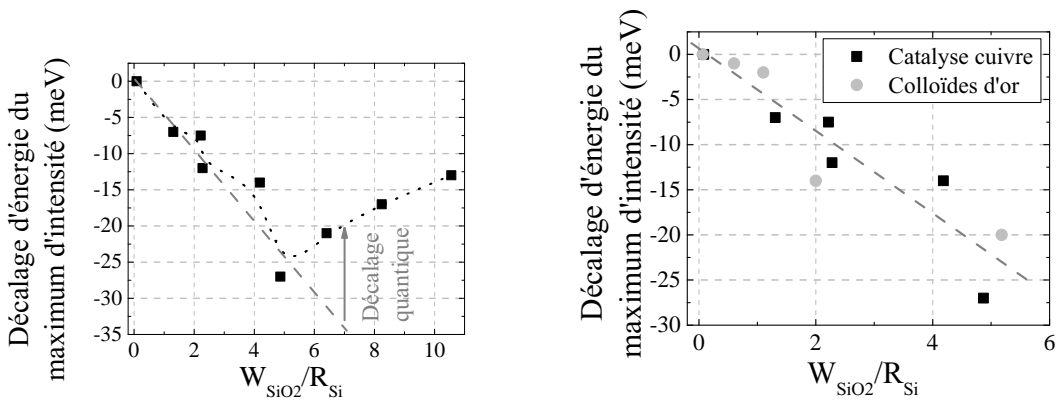 Décalage d'énergie du
maximum d'intensité (meV)
0
-5
-10
-15
-20
-25
-30
-35
0
2
4
6
8
10
W_SiO2/R_Si
Décalage
quantique
Décalage d'énergie du
maximum d'intensité (meV)
0
-5
-10
-15
-20
-25
-30
0
2
4
6
W_SiO2/R_Si
Catalyse cuivre
Colloïdes d'or